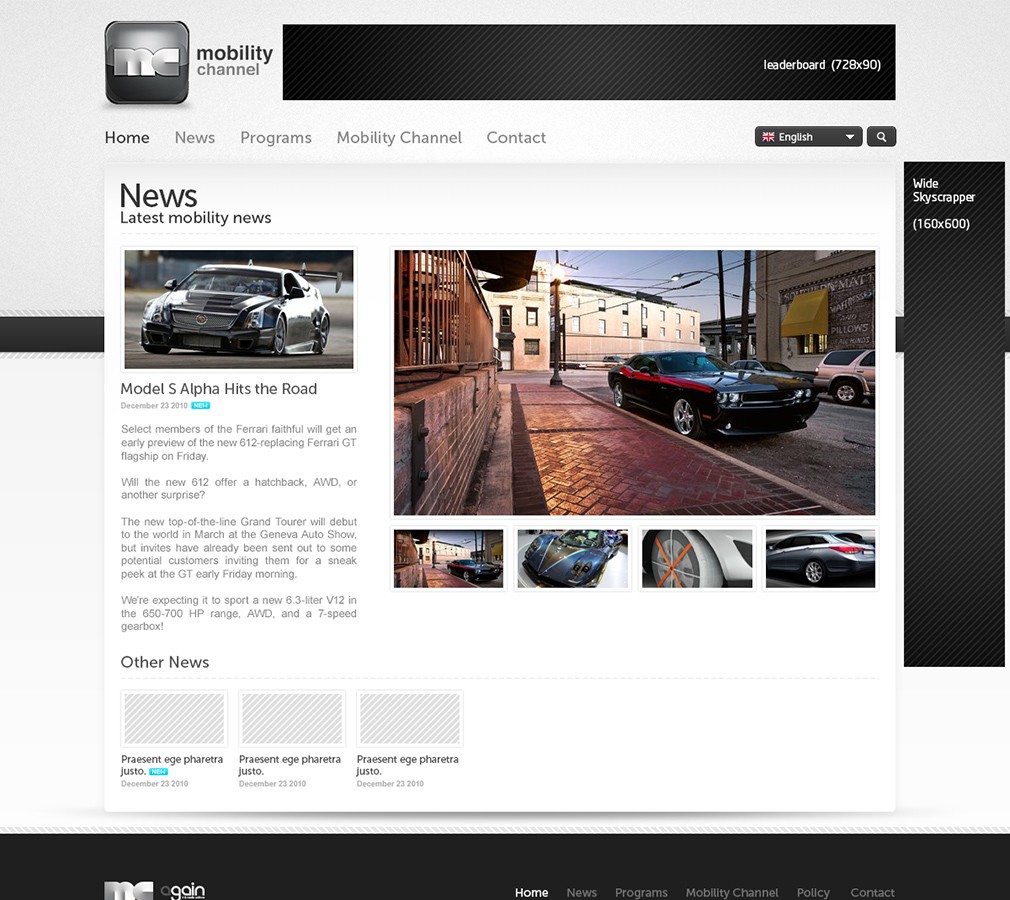 mc
mobility
channel
leaderboard (728x90)
Home News Programs Mobility Channel Contact
English
Wide
Skyscrapper
(160x600)
News
Latest mobility news
Model S Alpha Hits the Road
December 23 2010 NEW
Select members of the Ferrari faithful will get an
early preview of the new 612-replacing Ferrari GT
flagship on Friday.
Will the new 612 offer a hatchback, AWD, or
another surprise?
The new top-of-the-line Grand Tourer will debut
to the world in March at the Geneva Auto Show,
but invites have already been sent out to some
potential customers inviting them for a sneak
peek at the GT early Friday morning.
We're expecting it to sport a new 6.3-liter V12 in
the 650-700 HP range, AWD, and a 7-speed
gearbox!
PILLOWS
Other News
Praesent ege pharetra
justo. NEW
December 23 2010
Praesent ege pharetra
justo.
December 23 2010
Praesent ege pharetra
justo.
December 23 2010
mc
again
Home News Programs Mobility Channel Policy Contact